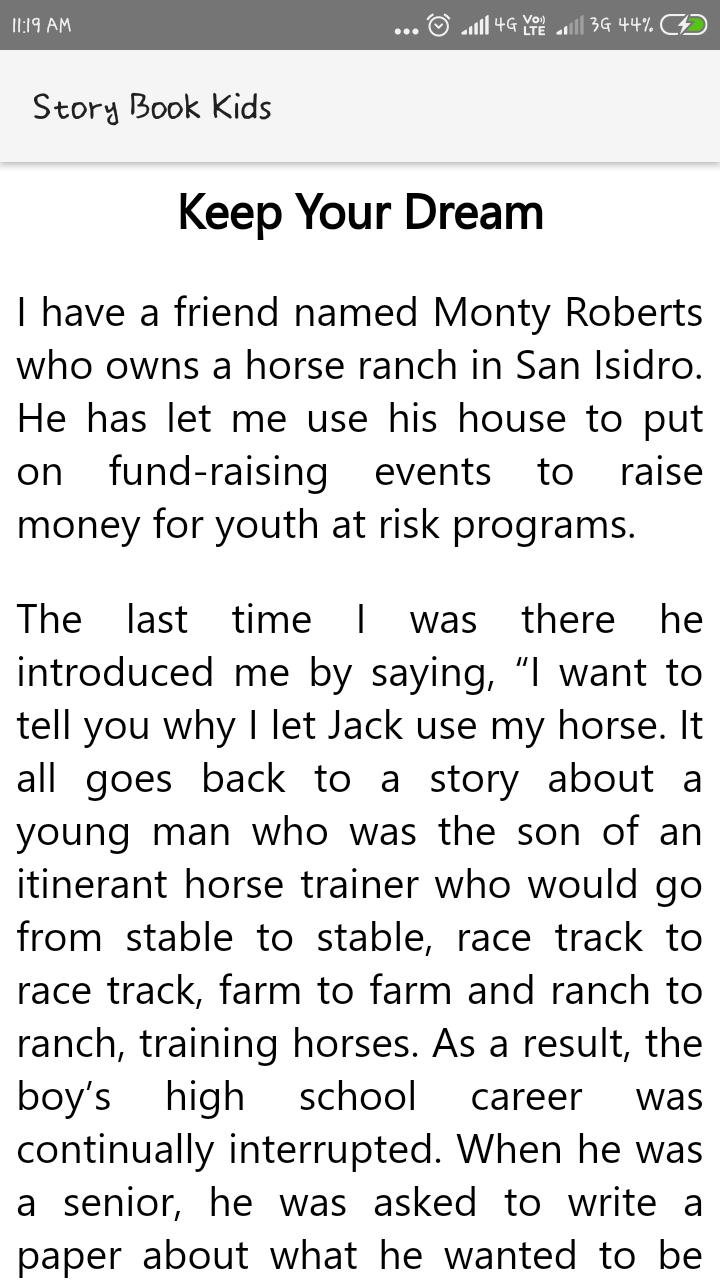 11:19 AM
... 4G Vo)) LTE 3G 44%
Story Book Kids
Keep Your Dream
I have a friend named Monty Roberts
who owns a horse ranch in San Isidro.
He has let me use his house to put
on fund-raising events to raise
money for youth at risk programs.
The last time I was there he
introduced me by saying, “I want to
tell you why I let Jack use my horse. It
all goes back to a story about a
young man who was the son of an
itinerant horse trainer who would go
from stable to stable, race track to
race track, farm to farm and ranch to
ranch, training horses. As a result, the
boy’s high school career was
continually interrupted. When he was
a senior, he was asked to write a
paper about what he wanted to be